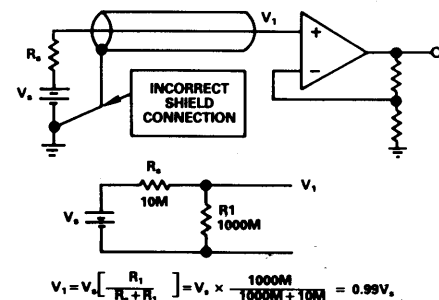 V₁
Rₛ
+
−
Vₛ
INCORRECT
SHIELD
CONNECTION
Rₛ
10M
V₁
Vₛ
R1
1000M
V₁ = Vₛ [ R₁ / Rₛ + R₁ ] = Vₛ × 1000M / 1000M + 10M = 0.99Vₛ